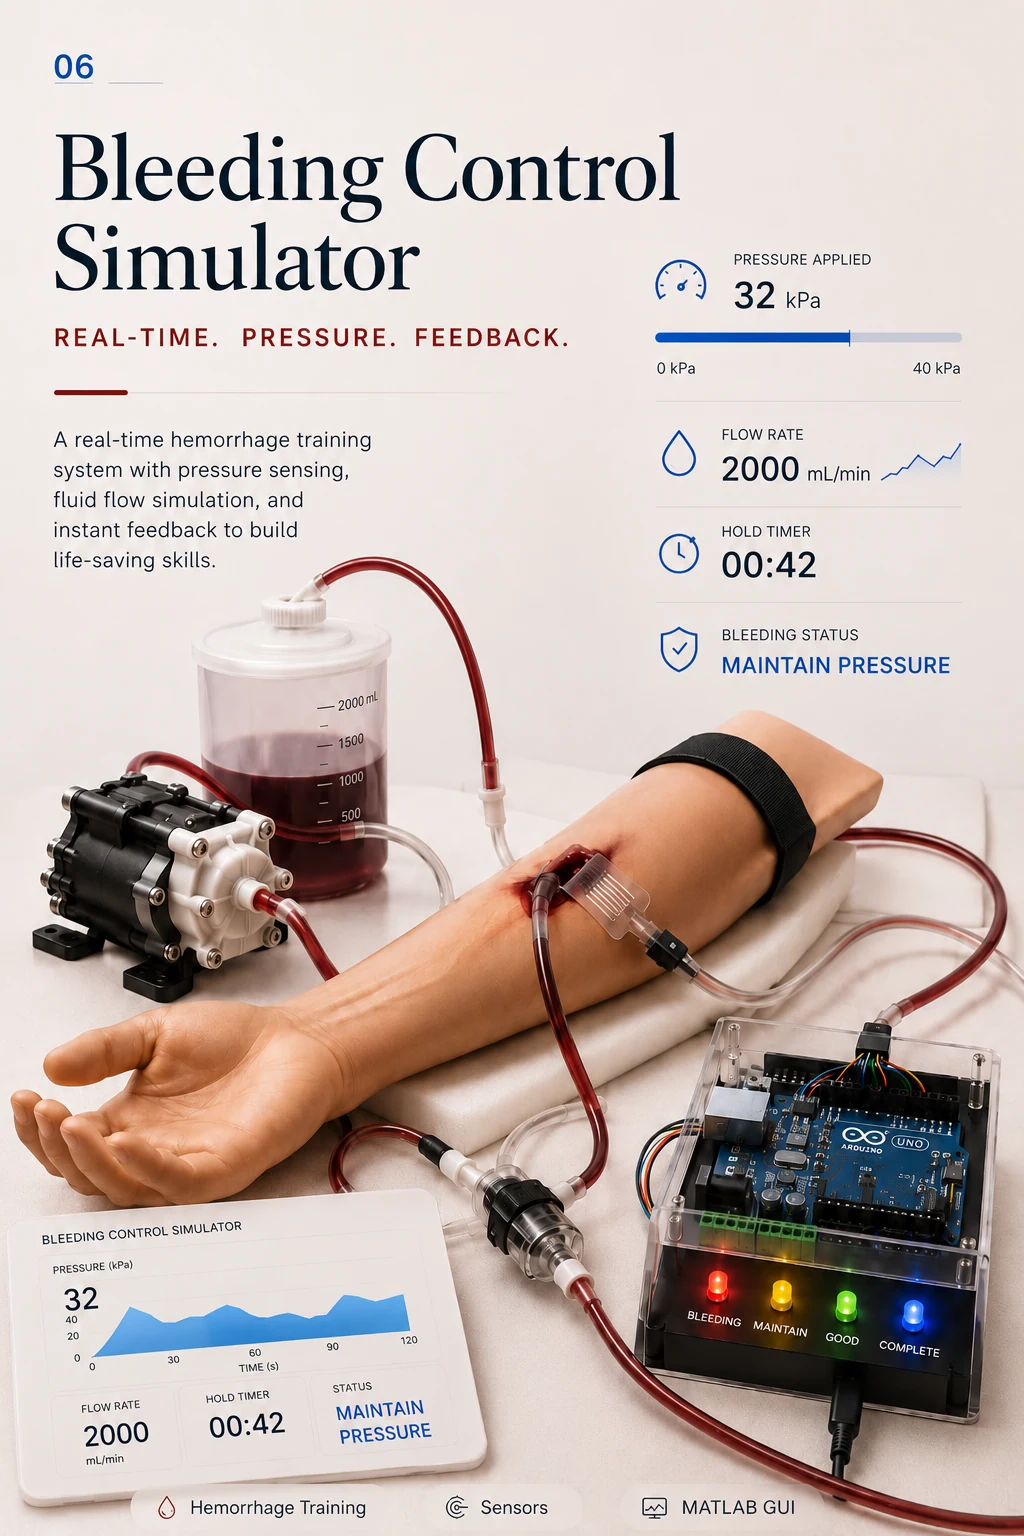 06
Bleeding Control
Simulator
REAL-TIME. PRESSURE. FEEDBACK.
A real-time hemorrhage training
system with pressure sensing,
fluid flow simulation, and
instant feedback to build
life-saving skills.
PRESSURE APPLIED
32 kPa
0 kPa 40 kPa
FLOW RATE
2000 mL/min
HOLD TIMER
00:42
BLEEDING STATUS
MAINTAIN PRESSURE
2000 mL
1500
1000
500
ARDUINO
UNO
BLEEDING MAINTAIN GOOD COMPLETE
BLEEDING CONTROL SIMULATOR
PRESSURE (kPa)
32
40
20
0
0 30 60 90 120
TIME (s)
FLOW RATE
2000
mL/min
HOLD TIMER
00:42
STATUS
MAINTAIN
PRESSURE
Hemorrhage Training
Sensors
MATLAB GUI